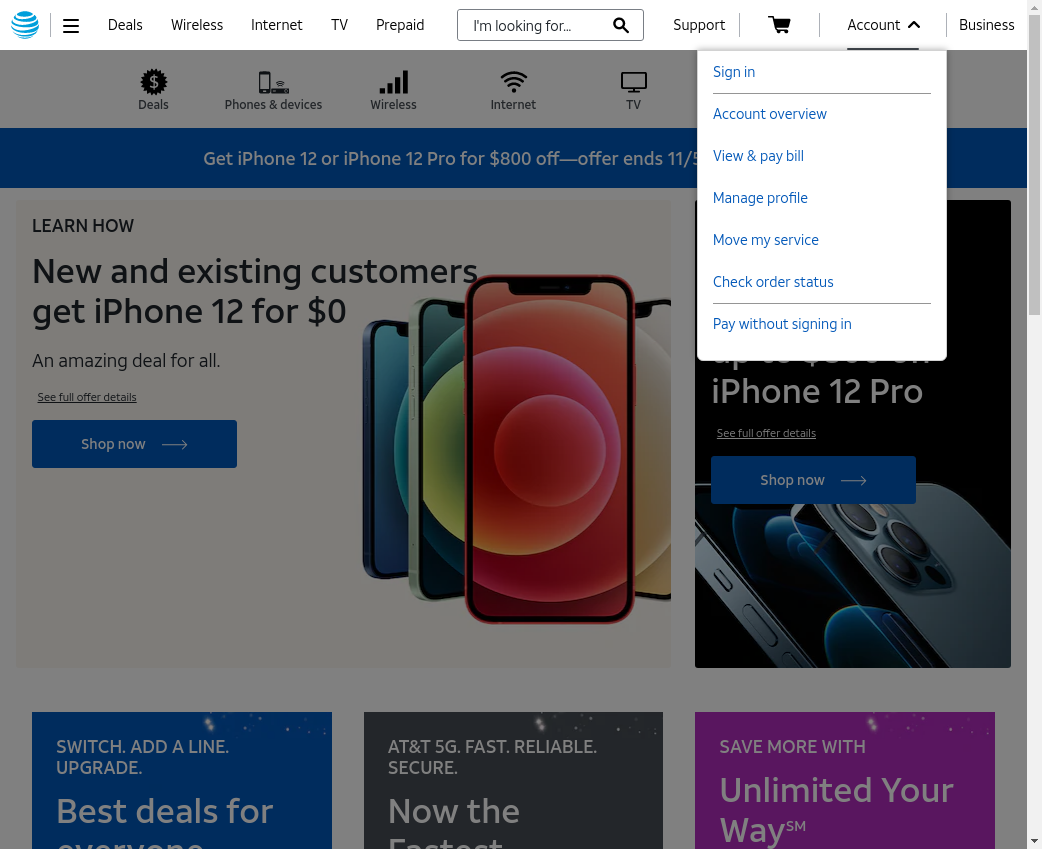 Deals
Wireless
Internet
TV
Prepaid
I'm looking for...
Support
Account
Business
Sign in
Account overview
View & pay bill
Manage profile
Move my service
Check order status
Pay without signing in
Deals
Phones & devices
Wireless
Internet
TV
Get iPhone 12 or iPhone 12 Pro for $800 off—offer ends 11/5
LEARN HOW
New and existing customers
get iPhone 12 for $0
An amazing deal for all.
See full offer details
Shop now
iPhone 12 Pro
See full offer details
Shop now
SWITCH. ADD A LINE.
UPGRADE.
Best deals for
everyone
AT&T 5G. FAST. RELIABLE.
SECURE.
Now the
Fastest
SAVE MORE WITH
Unlimited Your
WaySM